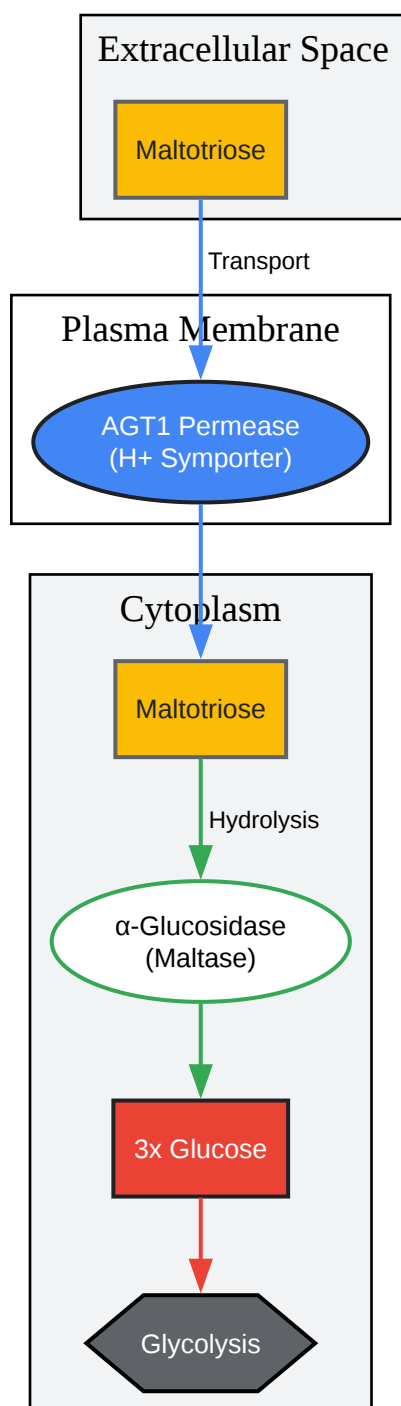 Extracellular Space
Maltotriose
Transport
Plasma Membrane
AGT1 Permease
(H+ Symporter)
Cytoplasm
Maltotriose
Hydrolysis
α-Glucosidase
(Maltase)
3x Glucose
Glycolysis